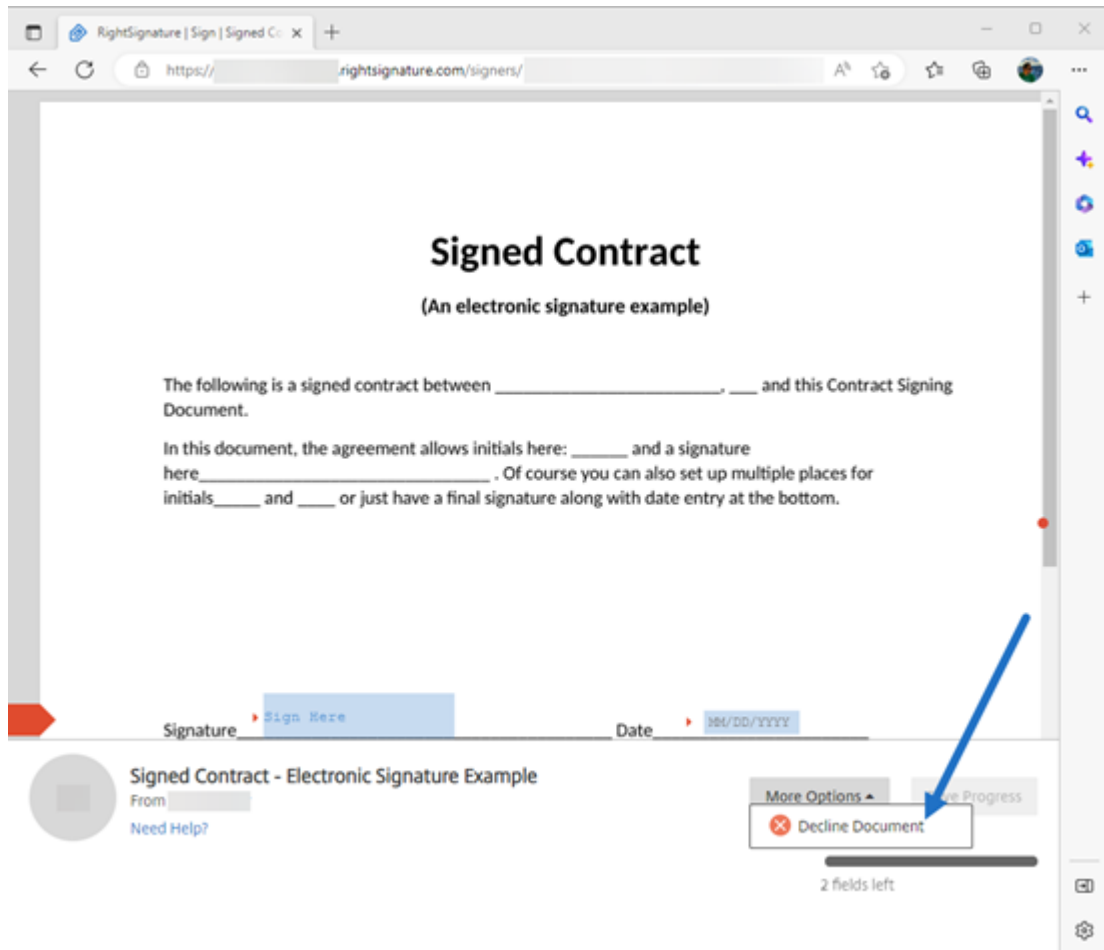 RightSignature | Sign | Signed Co
https:// .rightsignature.com/signers/
Signed Contract
(An electronic signature example)
The following is a signed contract between _________________________, ___ and this Contract Signing
Document.
In this document, the agreement allows initials here: ______ and a signature
here________________________________ . Of course you can also set up multiple places for
initials_____ and ____ or just have a final signature along with date entry at the bottom.
Signature Sign Here Date MM/DD/YYYY
Signed Contract - Electronic Signature Example
From
Need Help?
More Options Progress
Decline Document
2 fields left